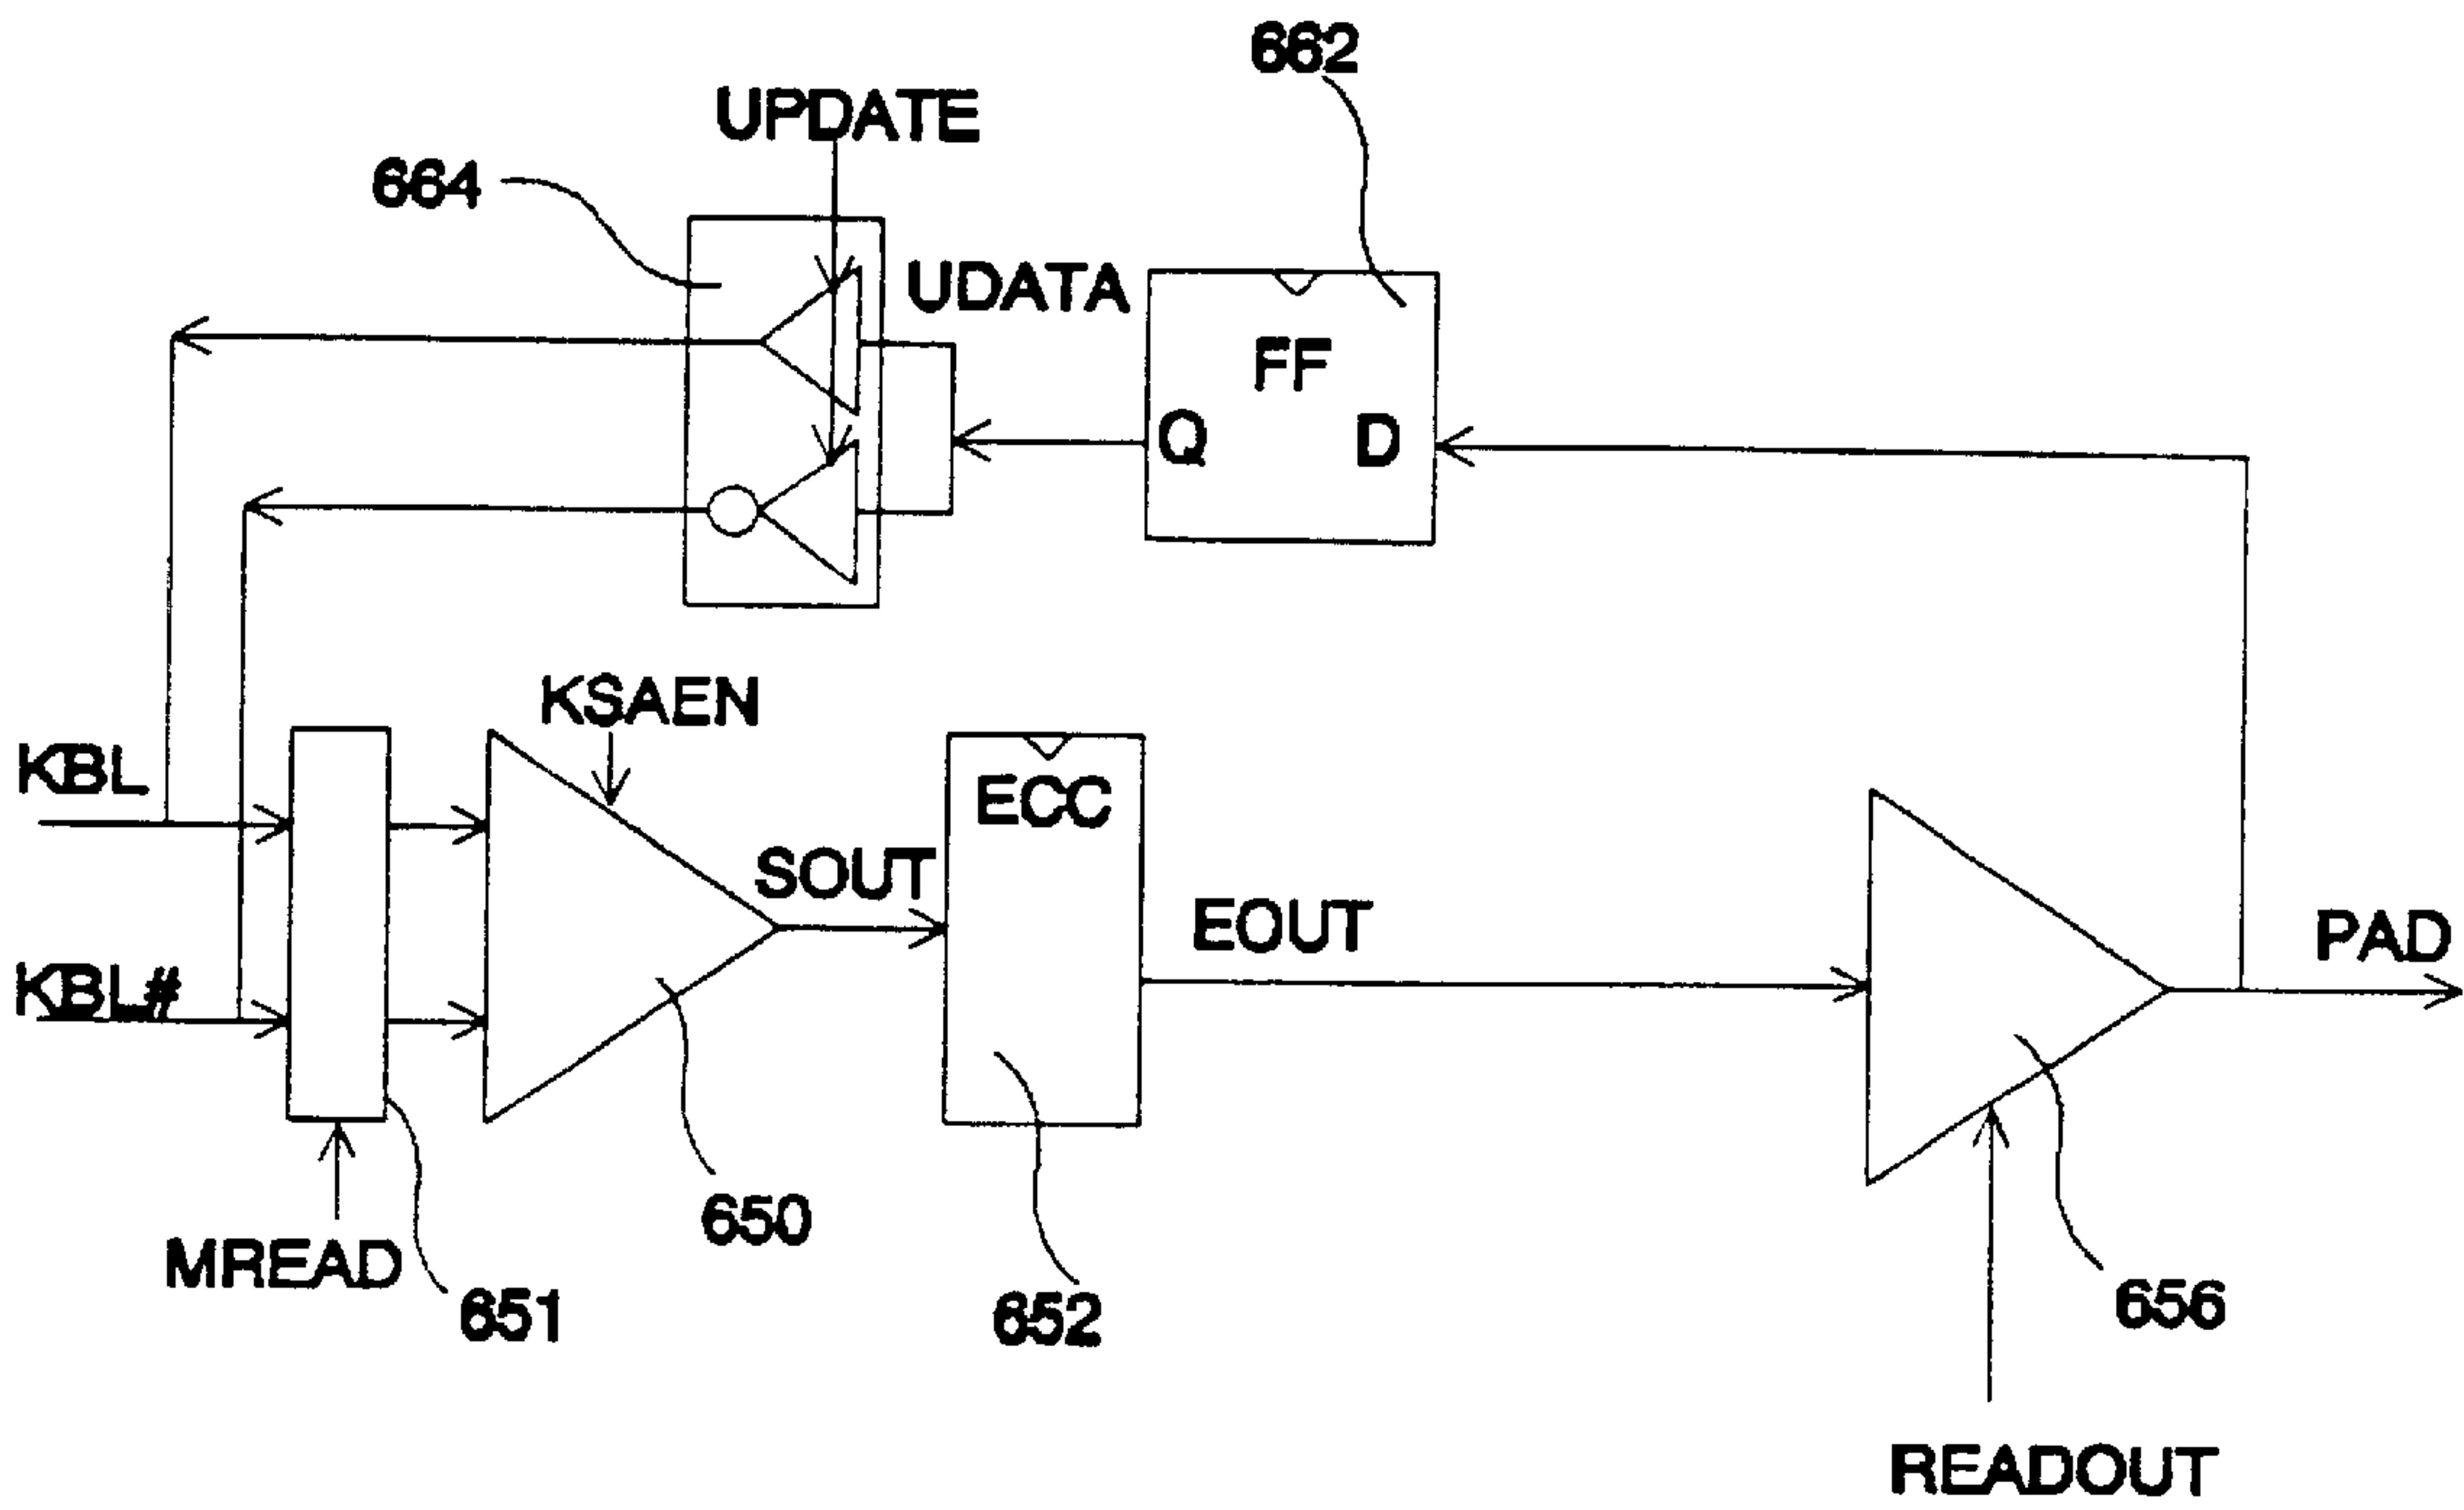 662
UPDATE
664
UDATA
FF
Q
D
KSAEN
KBL
ECC
SOUT
EOUT
PAD
KBL#
650
MREAD
651
652
656
READOUT